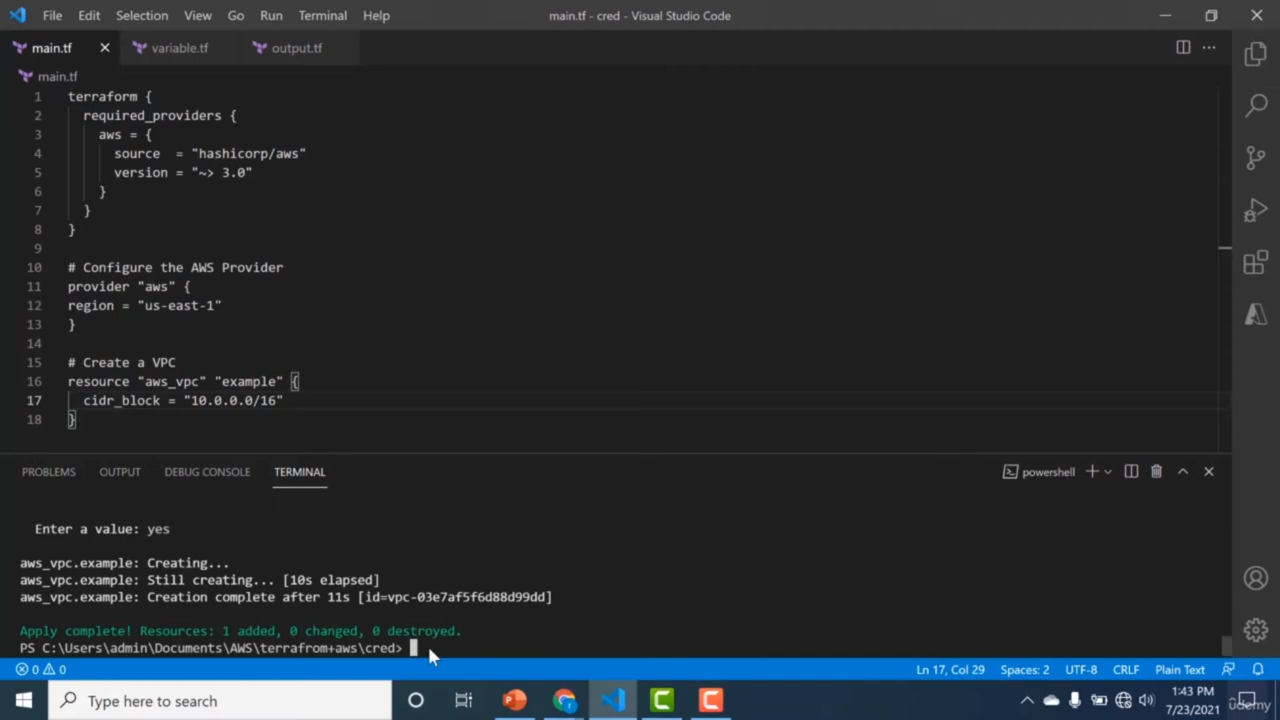 File Edit Selection View Go Run Terminal Help main.tf - cred - Visual Studio Code
main.tf variable.tf output.tf
main.tf
1 terraform {
2 required_providers {
3 aws = {
4 source = "hashicorp/aws"
5 version = "~> 3.0"
6 }
7 }
8 }
9
10 # Configure the AWS Provider
11 provider "aws" {
12 region = "us-east-1"
13 }
14
15 # Create a VPC
16 resource "aws_vpc" "example" {
17 cidr_block = "10.0.0.0/16"
18 }
PROBLEMS OUTPUT DEBUG CONSOLE TERMINAL powershell
Enter a value: yes
aws_vpc.example: Creating...
aws_vpc.example: Still creating... [10s elapsed]
aws_vpc.example: Creation complete after 11s [id=vpc-03e7af5f6d88d99dd]
Apply complete! Resources: 1 added, 0 changed, 0 destroyed.
PS C:\Users\admin\Documents\AWS\terrafrom+aws\cred>
0 0 Ln 17, Col 29 Spaces: 2 UTF-8 CRLF Plain Text
Type here to search
1:43 PM
7/23/2021
udemy